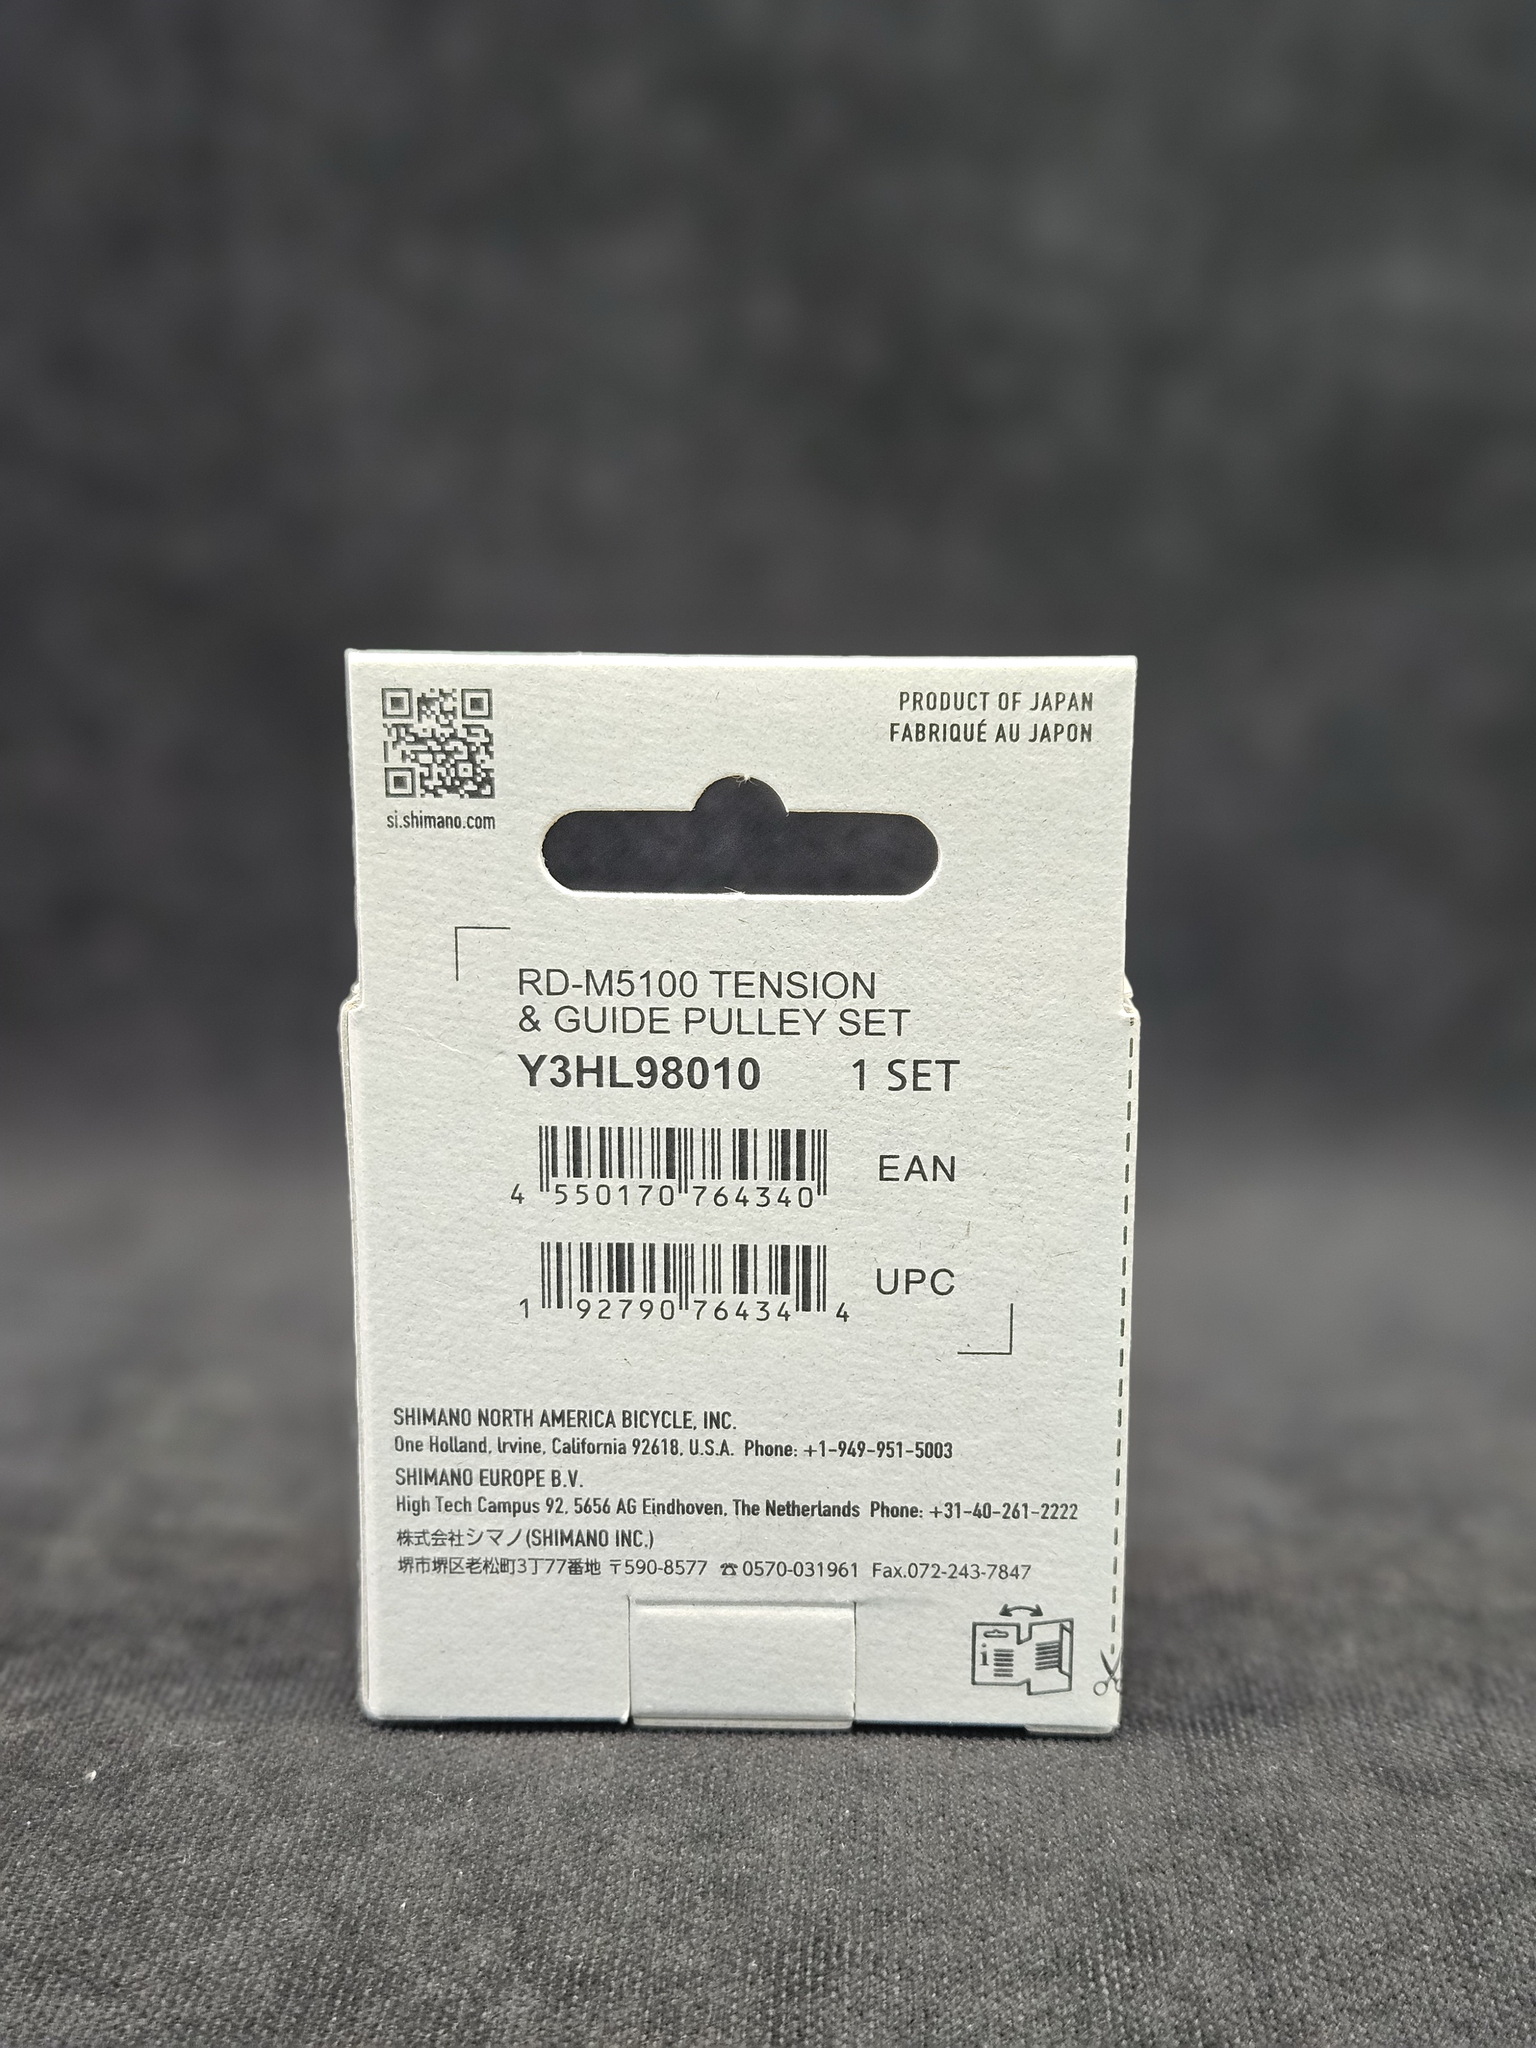 PRODUCT OF JAPAN
FABRIQUÉ AU JAPON
si.shimano.com
RD-M5100 TENSION
& GUIDE PULLEY SET
Y3HL98010 1 SET
4 550170 764340 EAN
1 92790 76434 4 UPC
SHIMANO NORTH AMERICA BICYCLE, INC.
One Holland, Irvine, California 92618, U.S.A. Phone: +1-949-951-5003
SHIMANO EUROPE B.V.
High Tech Campus 92, 5656 AG Eindhoven, The Netherlands Phone: +31-40-261-2222
株式会社シマノ(SHIMANO INC.)
堺市堺区老松町3丁77番地 〒590-8577 ☎0570-031961 Fax.072-243-7847
i